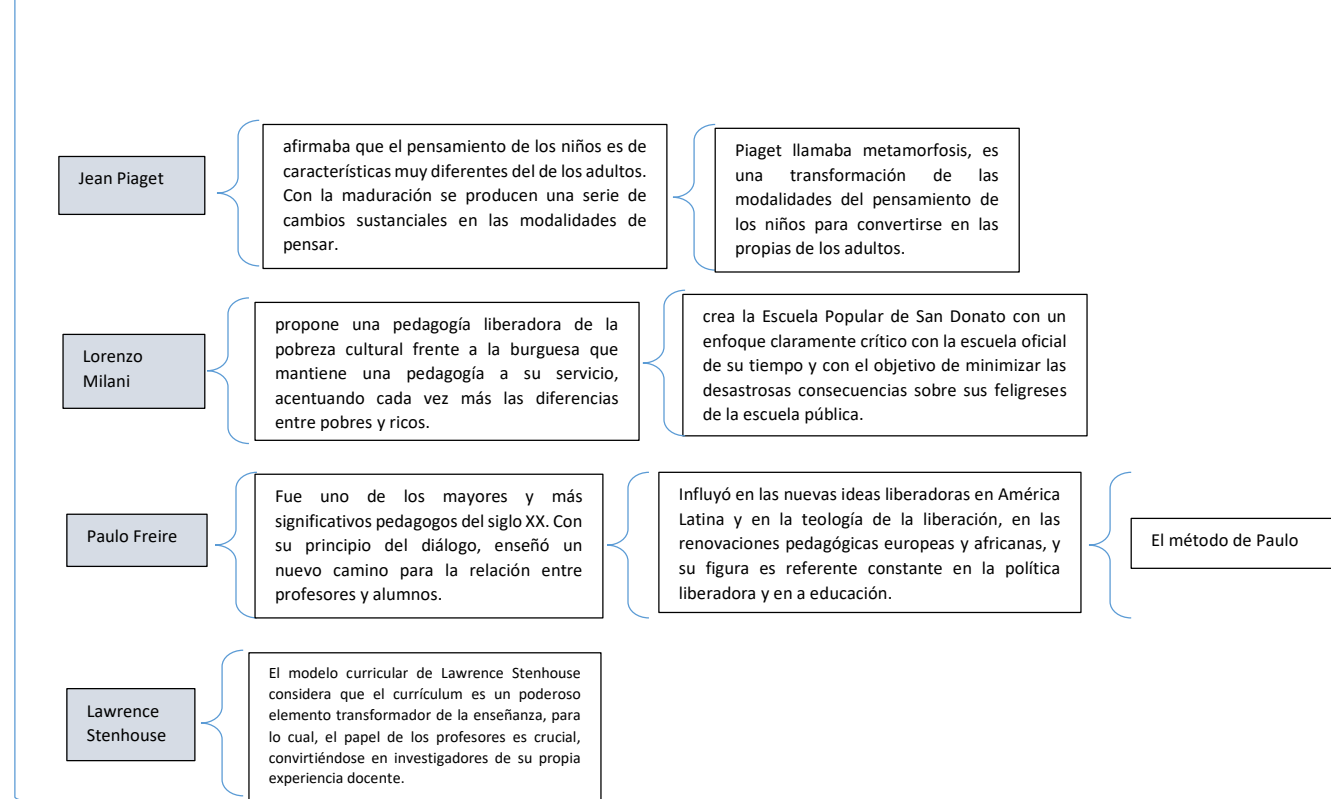 Jean Piaget
afirmaba que el pensamiento de los niños es de
características muy diferentes del de los adultos.
Con la maduración se producen una serie de
cambios sustanciales en las modalidades de
pensar.
Piaget llamaba metamorfosis, es
una transformación de las
modalidades del pensamiento de
los niños para convertirse en las
propias de los adultos.
Lorenzo
Milani
propone una pedagogía liberadora de la
pobreza cultural frente a la burguesa que
mantiene una pedagogía a su servicio,
acentuando cada vez más las diferencias
entre pobres y ricos.
crea la Escuela Popular de San Donato con un
enfoque claramente crítico con la escuela oficial
de su tiempo y con el objetivo de minimizar las
desastrosas consecuencias sobre sus feligreses
de la escuela pública.
Paulo Freire
Fue uno de los mayores y más
significativos pedagogos del siglo XX. Con
su principio del diálogo, enseñó un
nuevo camino para la relación entre
profesores y alumnos.
Influyó en las nuevas ideas liberadoras en América
Latina y en la teología de la liberación, en las
renovaciones pedagógicas europeas y africanas, y
su figura es referente constante en la política
liberadora y en a educación.
El método de Paulo
Lawrence
Stenhouse
El modelo curricular de Lawrence Stenhouse
considera que el currículum es un poderoso
elemento transformador de la enseñanza, para
lo cual, el papel de los profesores es crucial,
convirtiéndose en investigadores de su propia
experiencia docente.